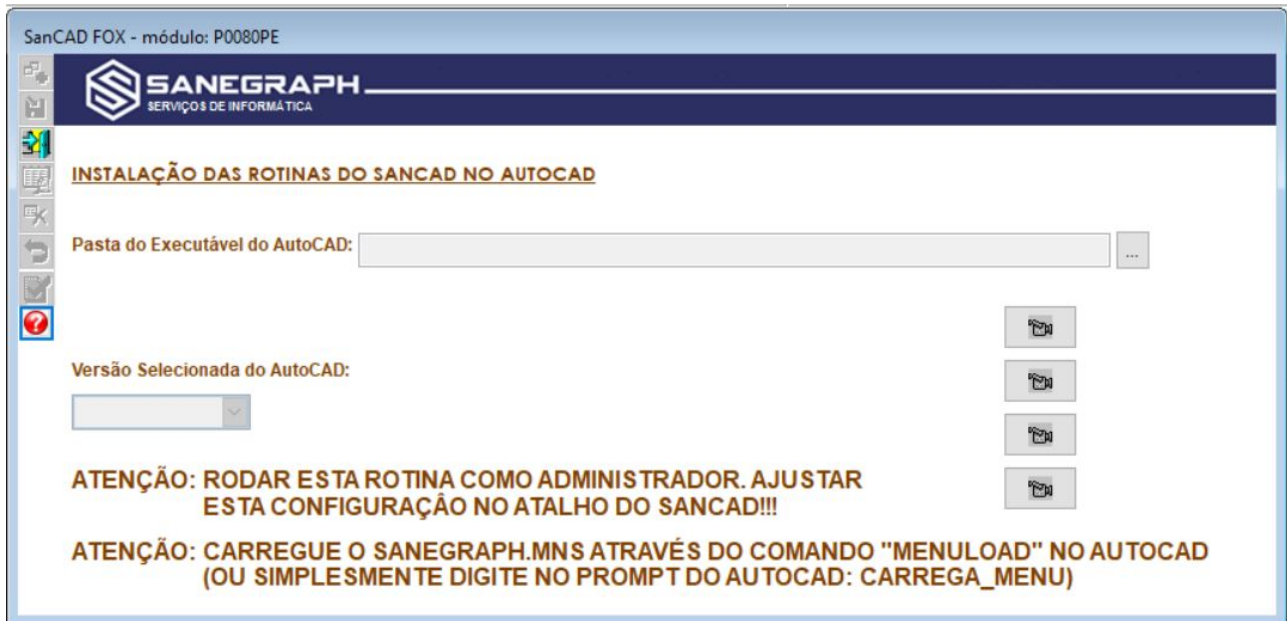 SanCAD FOX - módulo: P0080PE
SANEGRAPH
SERVIÇOS DE INFORMÁTICA
INSTALAÇÃO DAS ROTINAS DO SANCAD NO AUTOCAD
Pasta do Executável do AutoCAD:
...
Versão Selecionada do AutoCAD:
ATENÇÃO: RODAR ESTA ROTINA COMO ADMINISTRADOR. AJUSTAR
ESTA CONFIGURAÇÂO NO ATALHO DO SANCAD!!!
ATENÇÃO: CARREGUE O SANEGRAPH.MNS ATRAVÉS DO COMANDO "MENULOAD" NO AUTOCAD
(OU SIMPLESMENTE DIGITE NO PROMPT DO AUTOCAD: CARREGA_MENU)